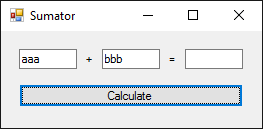 Sumator
aaa + bbb =
Calculate